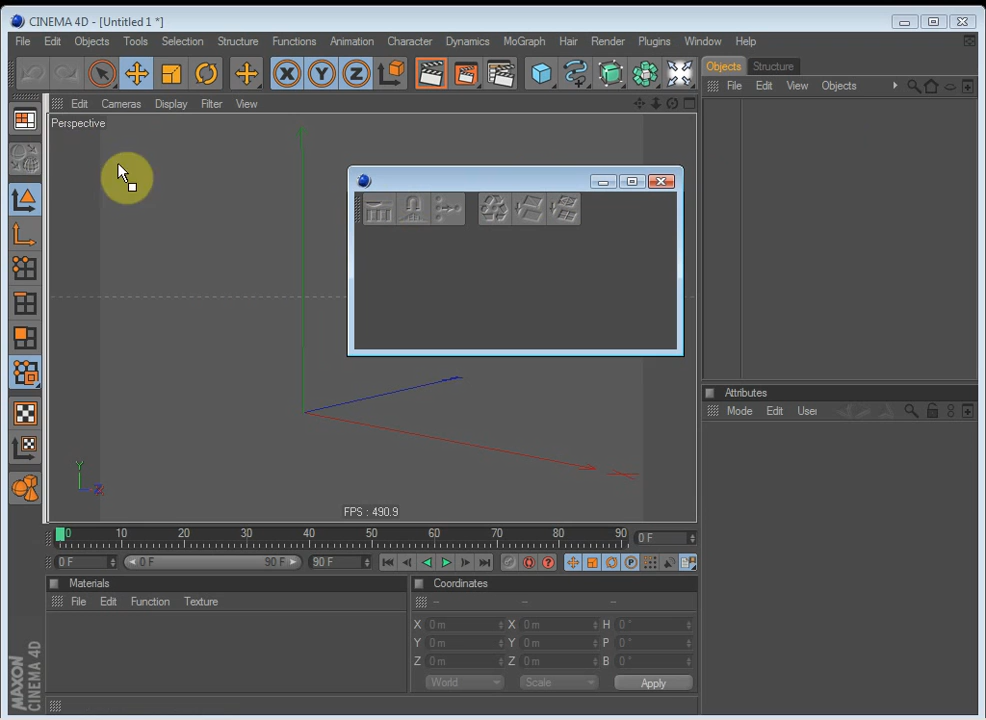 CINEMA 4D - [Untitled 1 *]
File Edit Objects Tools Selection Structure Functions Animation Character Dynamics MoGraph Hair Render Plugins Window Help
X Y Z
Objects Structure
File Edit View Objects
Edit Cameras Display Filter View
Perspective
Y
Z
FPS : 490.9
Attributes
Mode Edit User
0 10 20 30 40 50 60 70 80 90 0 F
0 F 0 F 90 F 90 F
Materials
File Edit Function Texture
Coordinates
-- -- --
X 0 m X 0 m H 0 °
Y 0 m Y 0 m P 0 °
Z 0 m Z 0 m B 0 °
World Scale Apply
MAXON
CINEMA 4D